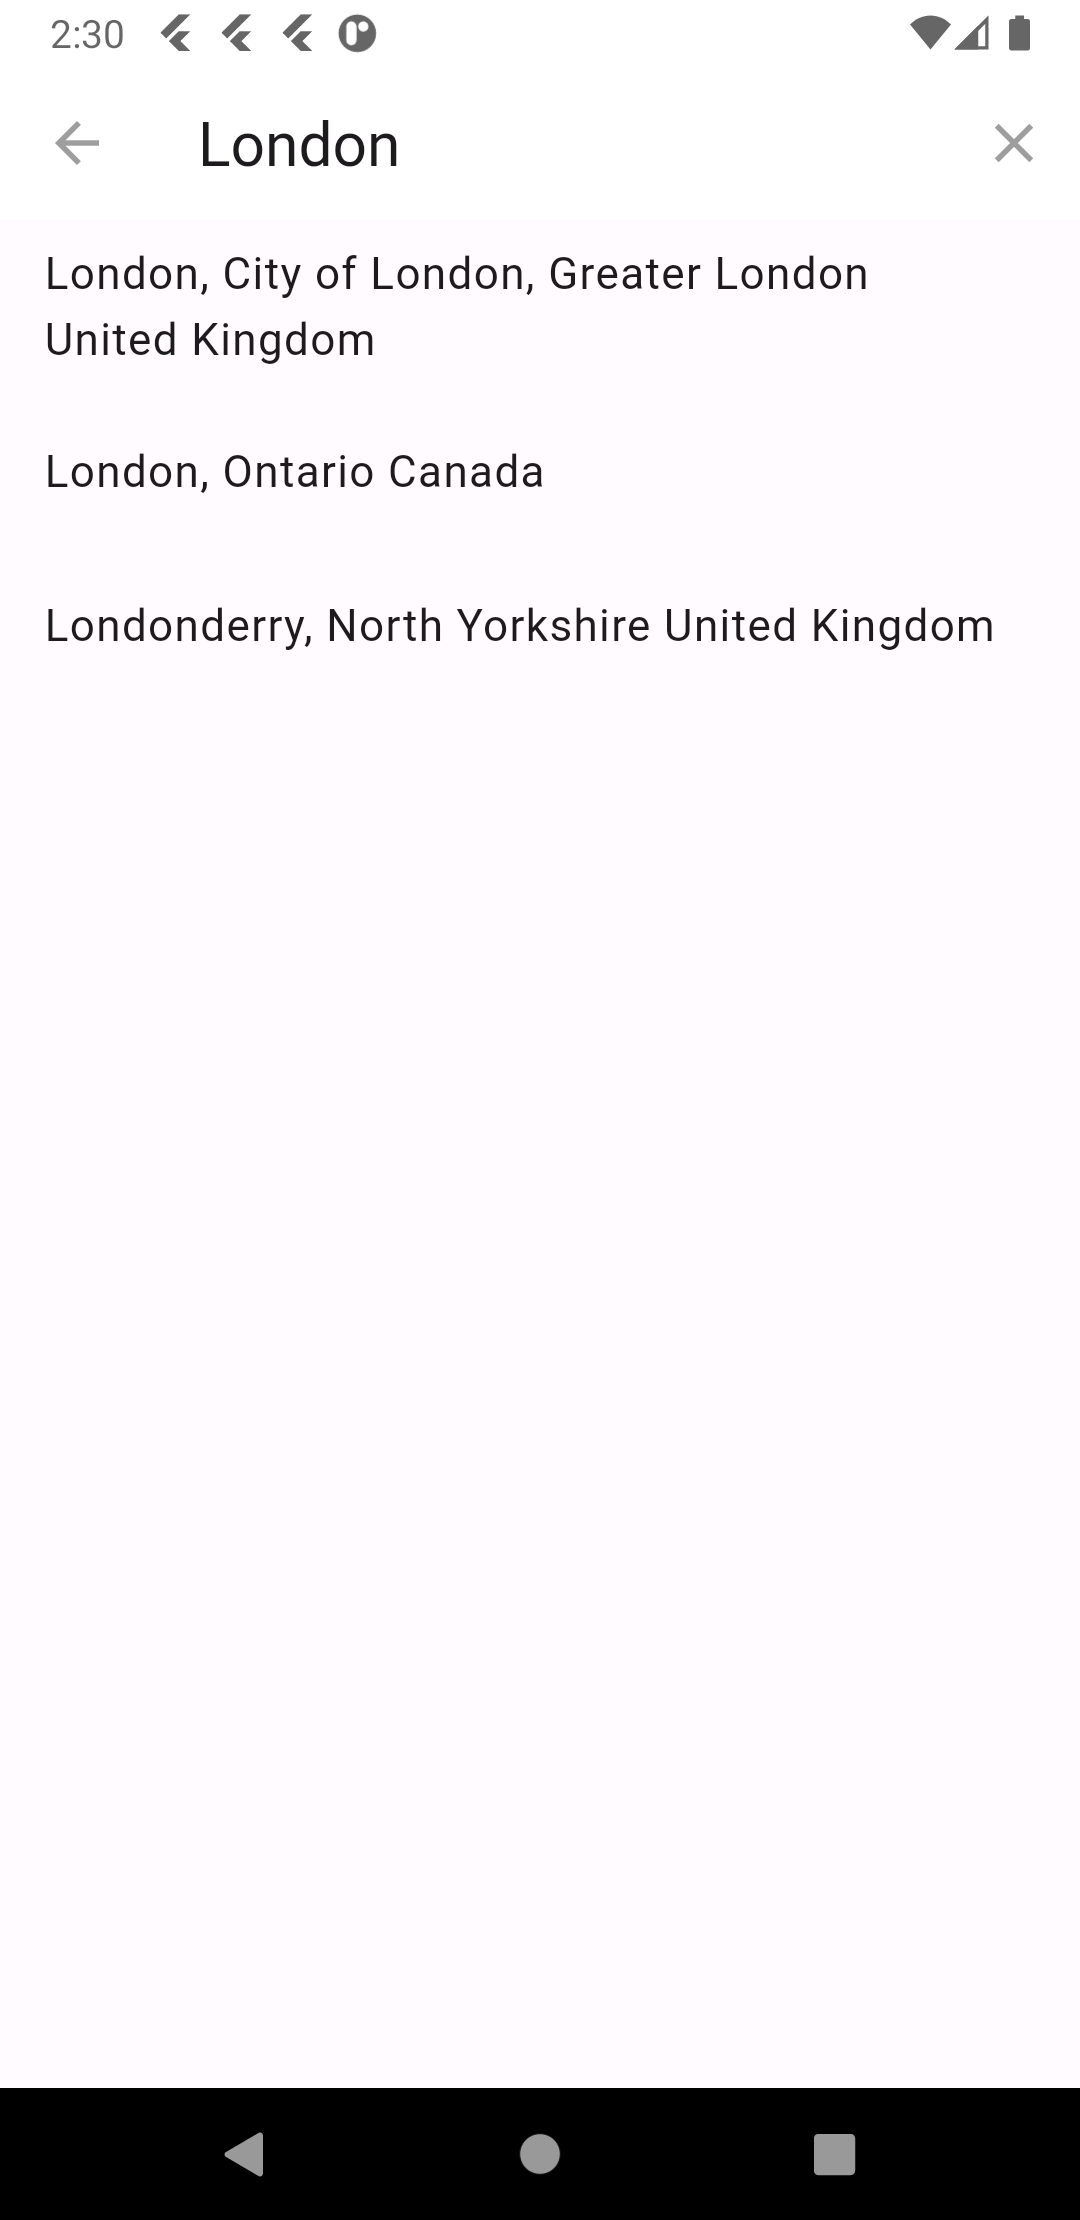 2:30
London
London, City of London, Greater London
United Kingdom
London, Ontario Canada
Londonderry, North Yorkshire United Kingdom